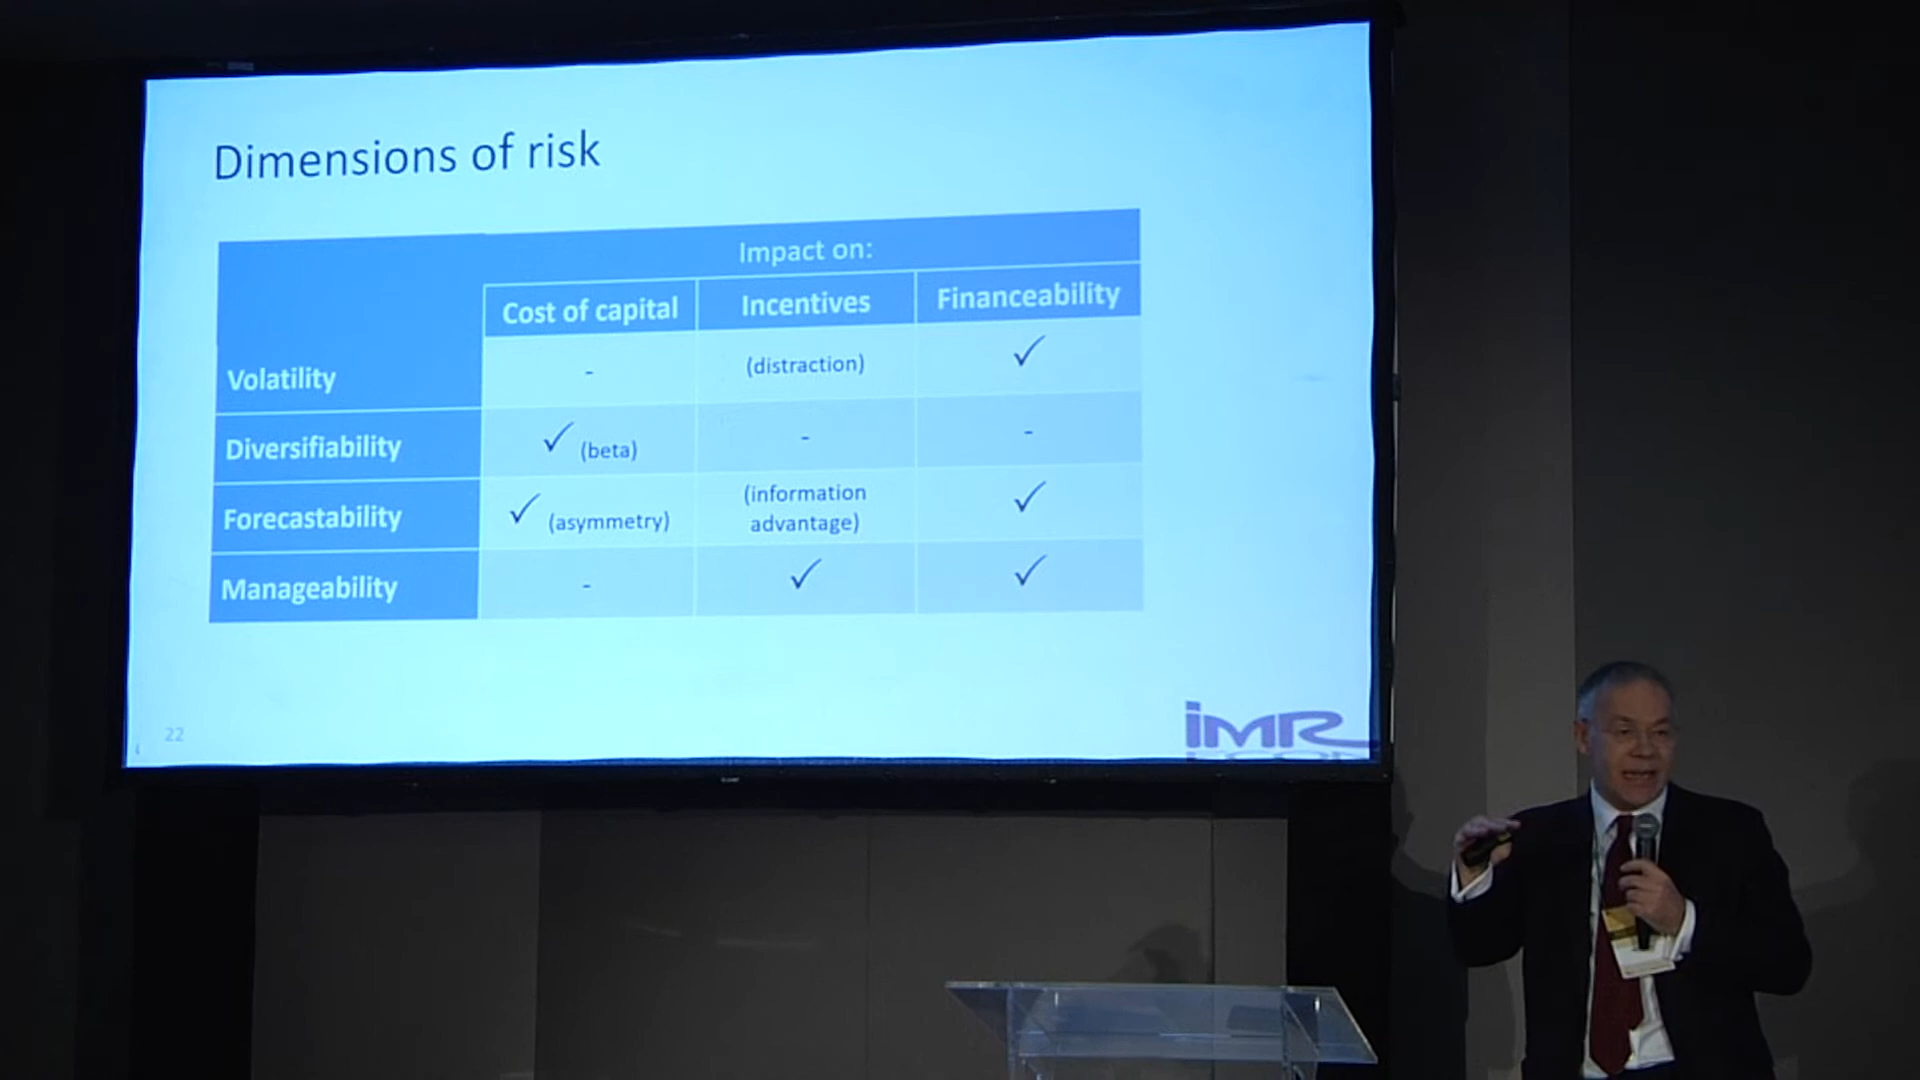 Dimensions of risk
Impact on:
Cost of capital Incentives Financeability
Volatility - (distraction) ✓
Diversifiability ✓ (beta) - -
Forecastability ✓ (asymmetry) (information advantage) ✓
Manageability - ✓ ✓
22
iMR